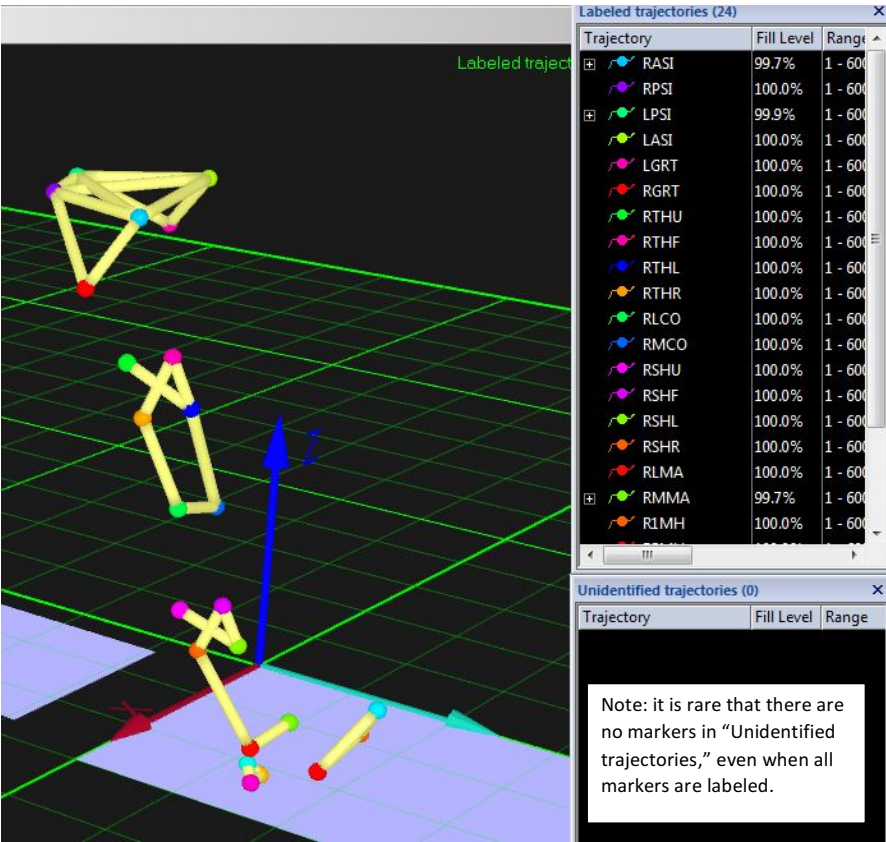 Labeled trajectories (24)
Trajectory Fill Level Range
Labeled traject
RASI 99.7% 1 - 600
RPSI 100.0% 1 - 600
LPSI 99.9% 1 - 600
LASI 100.0% 1 - 600
LGRT 100.0% 1 - 600
RGRT 100.0% 1 - 600
RTHU 100.0% 1 - 600
RTHF 100.0% 1 - 600
RTHL 100.0% 1 - 600
RTHR 100.0% 1 - 600
RLCO 100.0% 1 - 600
RMCO 100.0% 1 - 600
RSHU 100.0% 1 - 600
RSHF 100.0% 1 - 600
RSHL 100.0% 1 - 600
RSHR 100.0% 1 - 600
RLMA 100.0% 1 - 600
RMMA 99.7% 1 - 600
R1MH 100.0% 1 - 600
Z
X
Unidentified trajectories (0)
Trajectory Fill Level Range
Note: it is rare that there are
no markers in “Unidentified
trajectories,” even when all
markers are labeled.